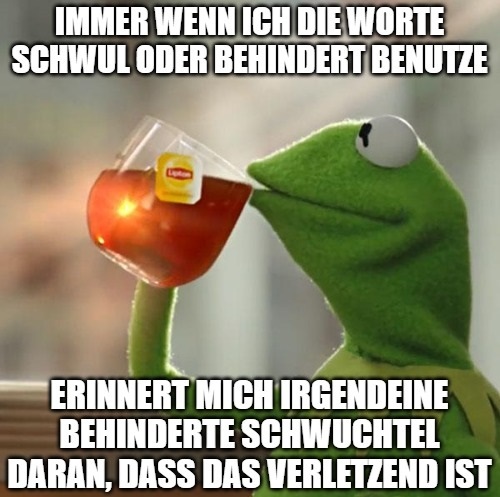 IMMER WENN ICH DIE WORTE
SCHWUL ODER BEHINDERT BENUTZE
Lipton
ERINNERT MICH IRGENDEINE
BEHINDERTE SCHWUCHTEL
DARAN, DASS DAS VERLETZEND IST